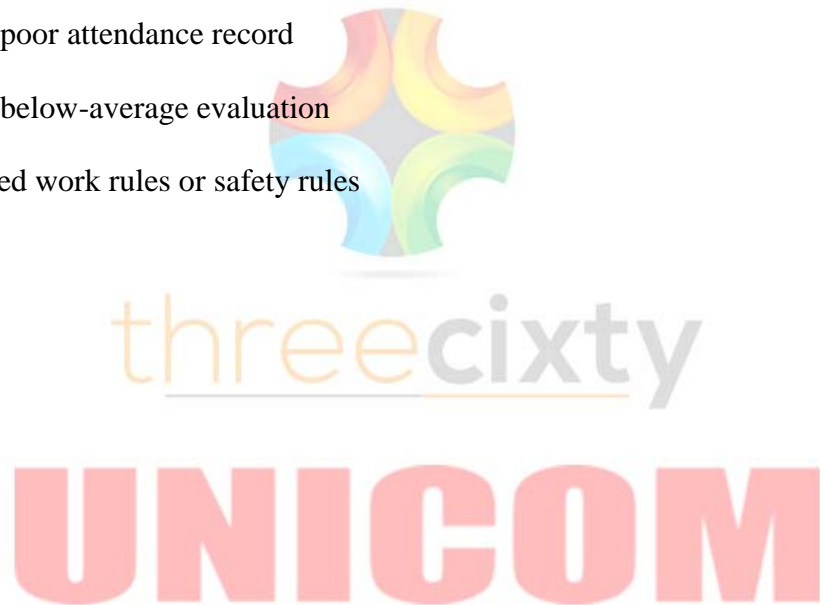 poor attendance record
below-average evaluation
ed work rules or safety rules
threecixty
UNICOM